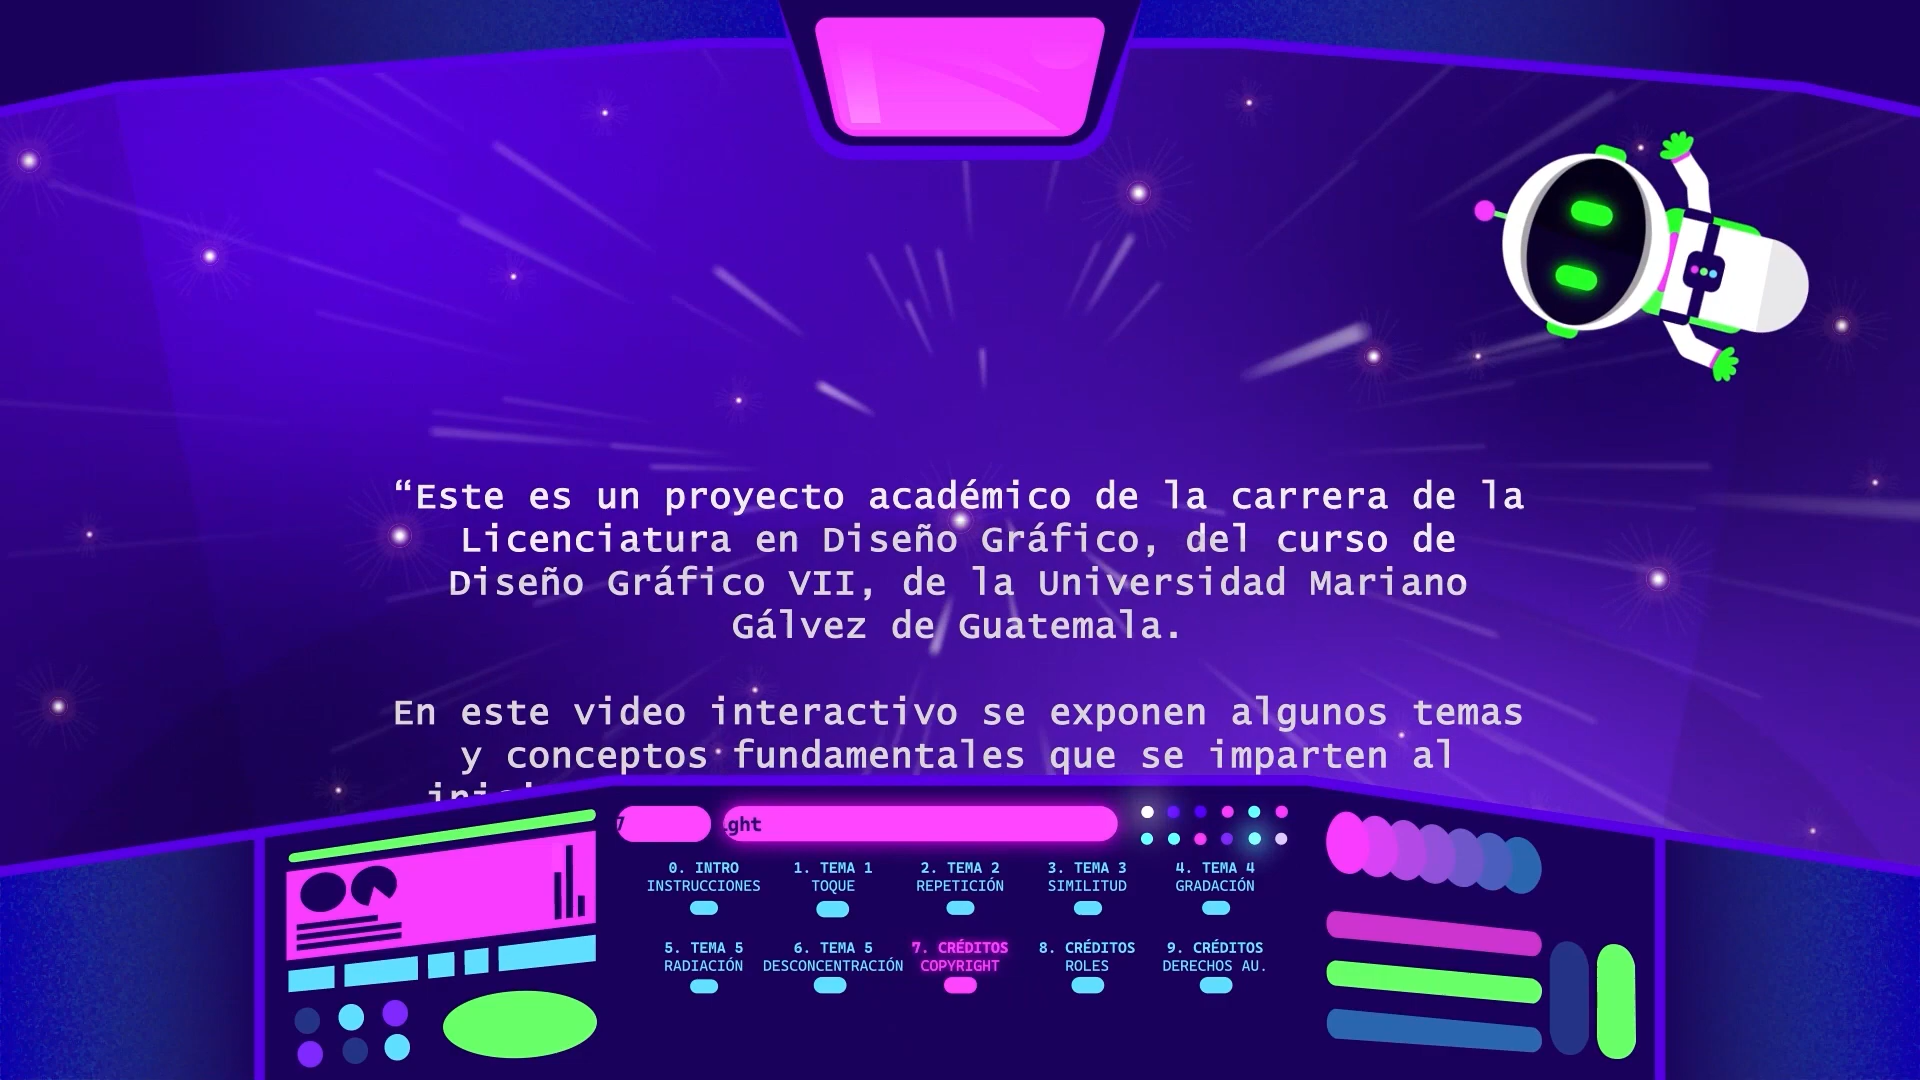 “Este es un proyecto académico de la carrera de la
Licenciatura en Diseño Gráfico, del curso de
Diseño Gráfico VII, de la Universidad Mariano
Gálvez de Guatemala.
En este video interactivo se exponen algunos temas
y conceptos fundamentales que se imparten al
7 ight
0. INTRO 1. TEMA 1 2. TEMA 2 3. TEMA 3 4. TEMA 4
INSTRUCCIONES TOQUE REPETICIÓN SIMILITUD GRADACIÓN
5. TEMA 5 6. TEMA 5 7. CRÉDITOS 8. CRÉDITOS 9. CRÉDITOS
RADIACIÓN DESCONCENTRACIÓN COPYRIGHT ROLES DERECHOS AU.